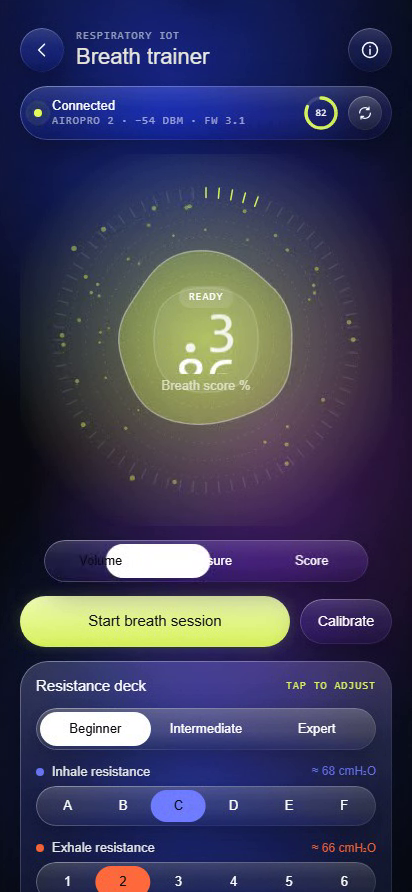 RESPIRATORY IOT
Breath trainer
Connected
AIROPRO 2 · −54 DBM · FW 3.1
82
READY
.3
Breath score %
Volume
Score
Start breath session
Calibrate
Resistance deck
TAP TO ADJUST
Beginner
Intermediate
Expert
Inhale resistance
≈ 68 cmH₂O
A B C D E F
Exhale resistance
≈ 66 cmH₂O
1 2 3 4 5 6